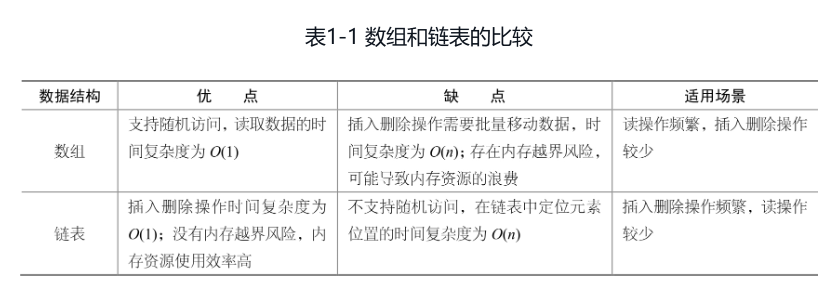 表1-1 数组和链表的比较
数据结构 优 点 缺 点 适用场景
数组 支持随机访问，读取数据的时间复杂度为 O(1) 插入删除操作需要批量移动数据，时间复杂度为 O(n)；存在内存越界风险，可能导致内存资源的浪费 读操作频繁，插入删除操作较少
链表 插入删除操作时间复杂度为 O(1)；没有内存越界风险，内存资源使用效率高 不支持随机访问，在链表中定位元素位置的时间复杂度为 O(n) 插入删除操作频繁，读操作较少